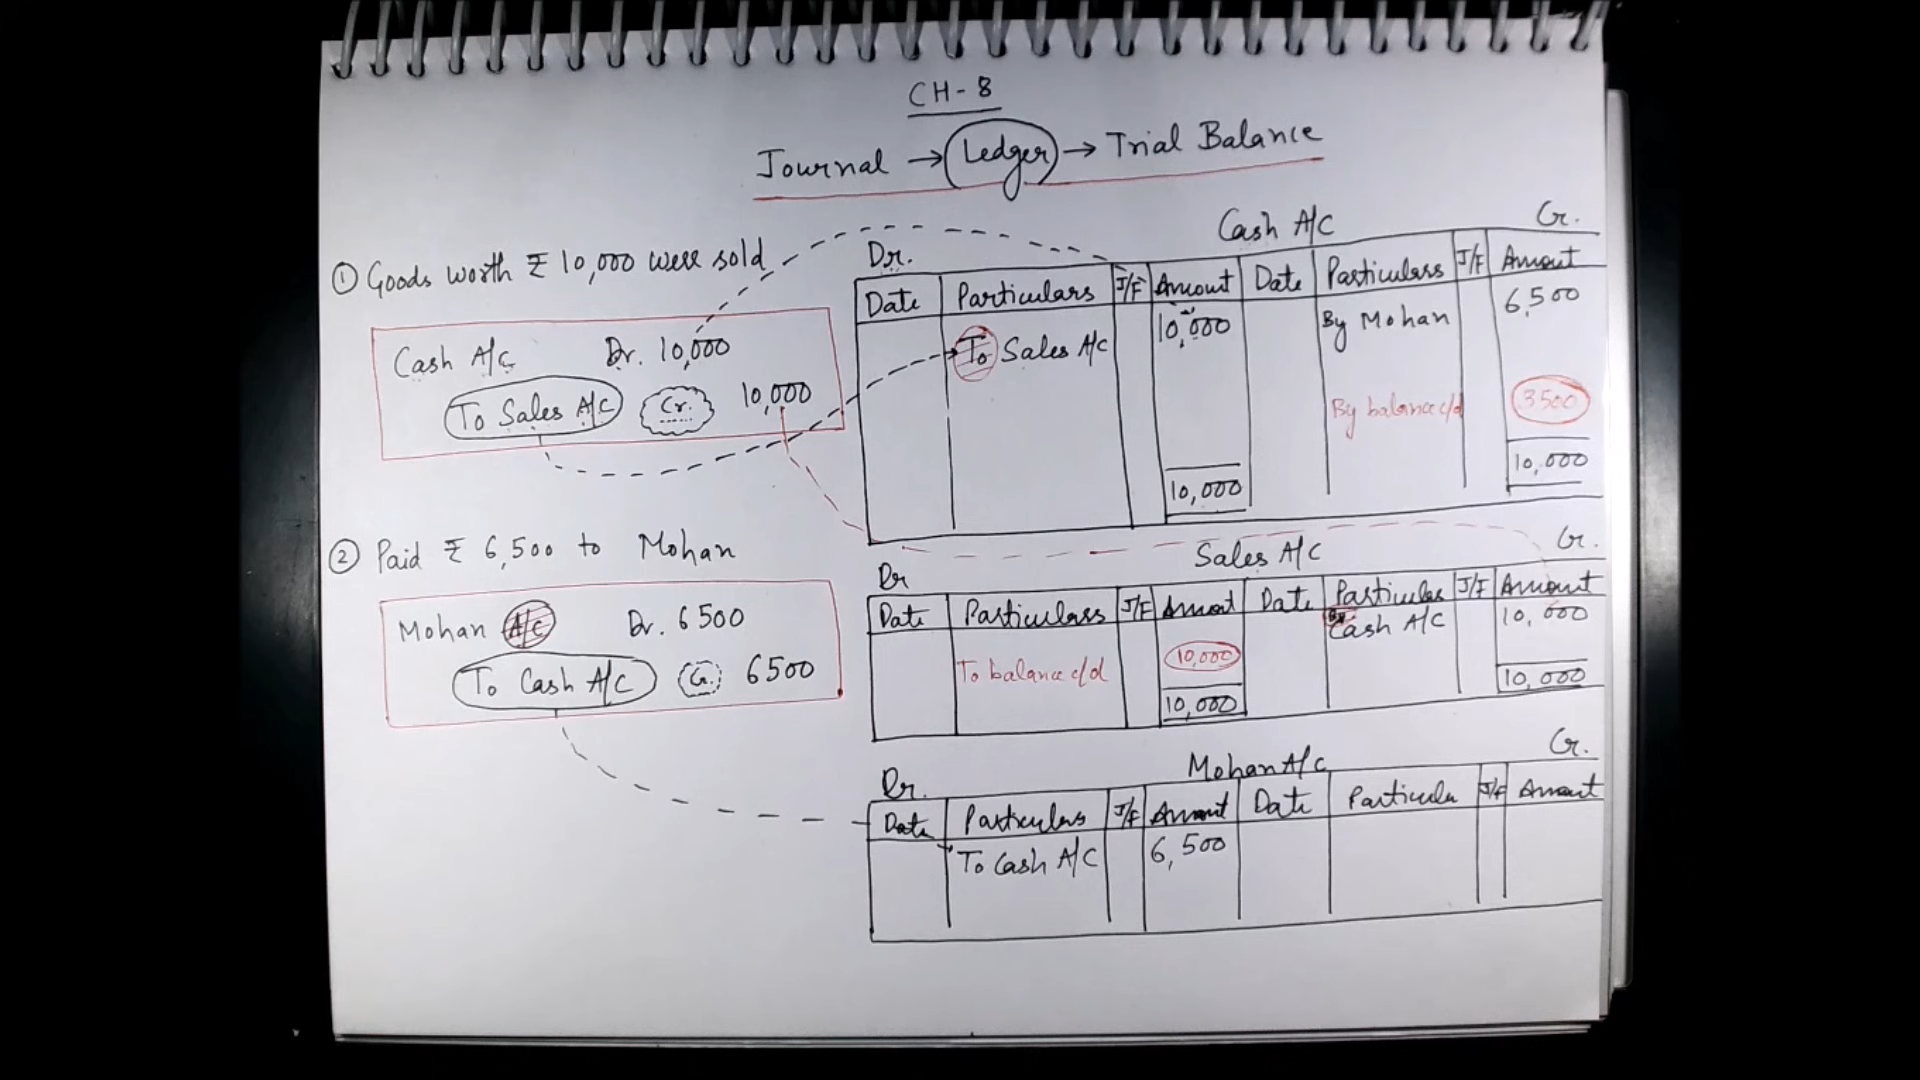 CH-8
Journal → Ledger → Trial Balance
① Goods worth ₹ 10,000 were sold
Cash A/c Dr. 10,000
To Sales A/c Cr. 10,000
② Paid ₹ 6,500 to Mohan
Mohan A/c Dr. 6500
To Cash A/c Cr. 6500
Cash A/C
Dr. Cr.
Date Particulars J/F Amount Date Particulars J/F Amount
To Sales A/c 10,000 By Mohan 6,500
By balance c/d 3500
10,000 10,000
Sales A/C
Dr Cr.
Date Particulars J/F Amount Date Particulars J/F Amount
By Cash A/c 10,000
To balance c/d 10,000
10,000 10,000
Mohan A/c
Dr. Cr.
Date Particulars J/F Amount Date Particular J/F Amount
To Cash A/c 6,500